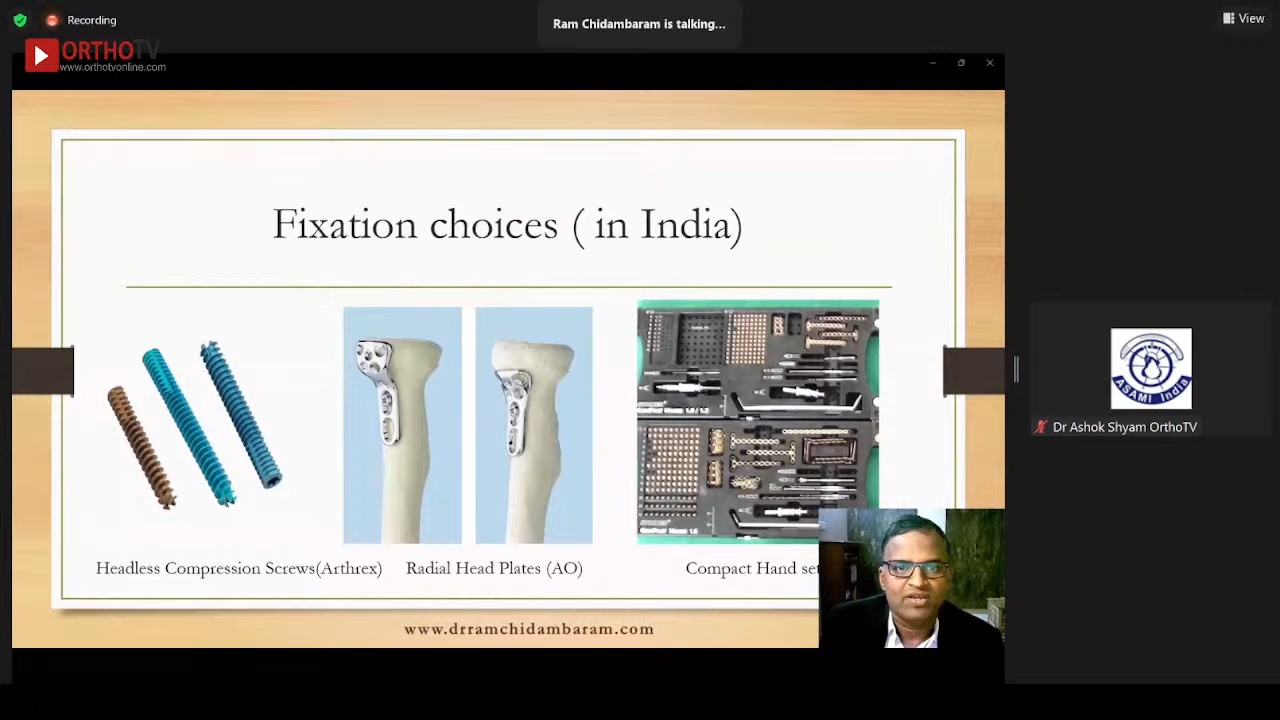 Recording
Ram Chidambaram is talking...
View
ORTHOTV
www.orthotvonline.com
Fixation choices ( in India)
Headless Compression Screws(Arthrex)
Radial Head Plates (AO)
Compact Hand set
www.drramchidambaram.com
ASAMI India
Dr Ashok Shyam OrthoTV